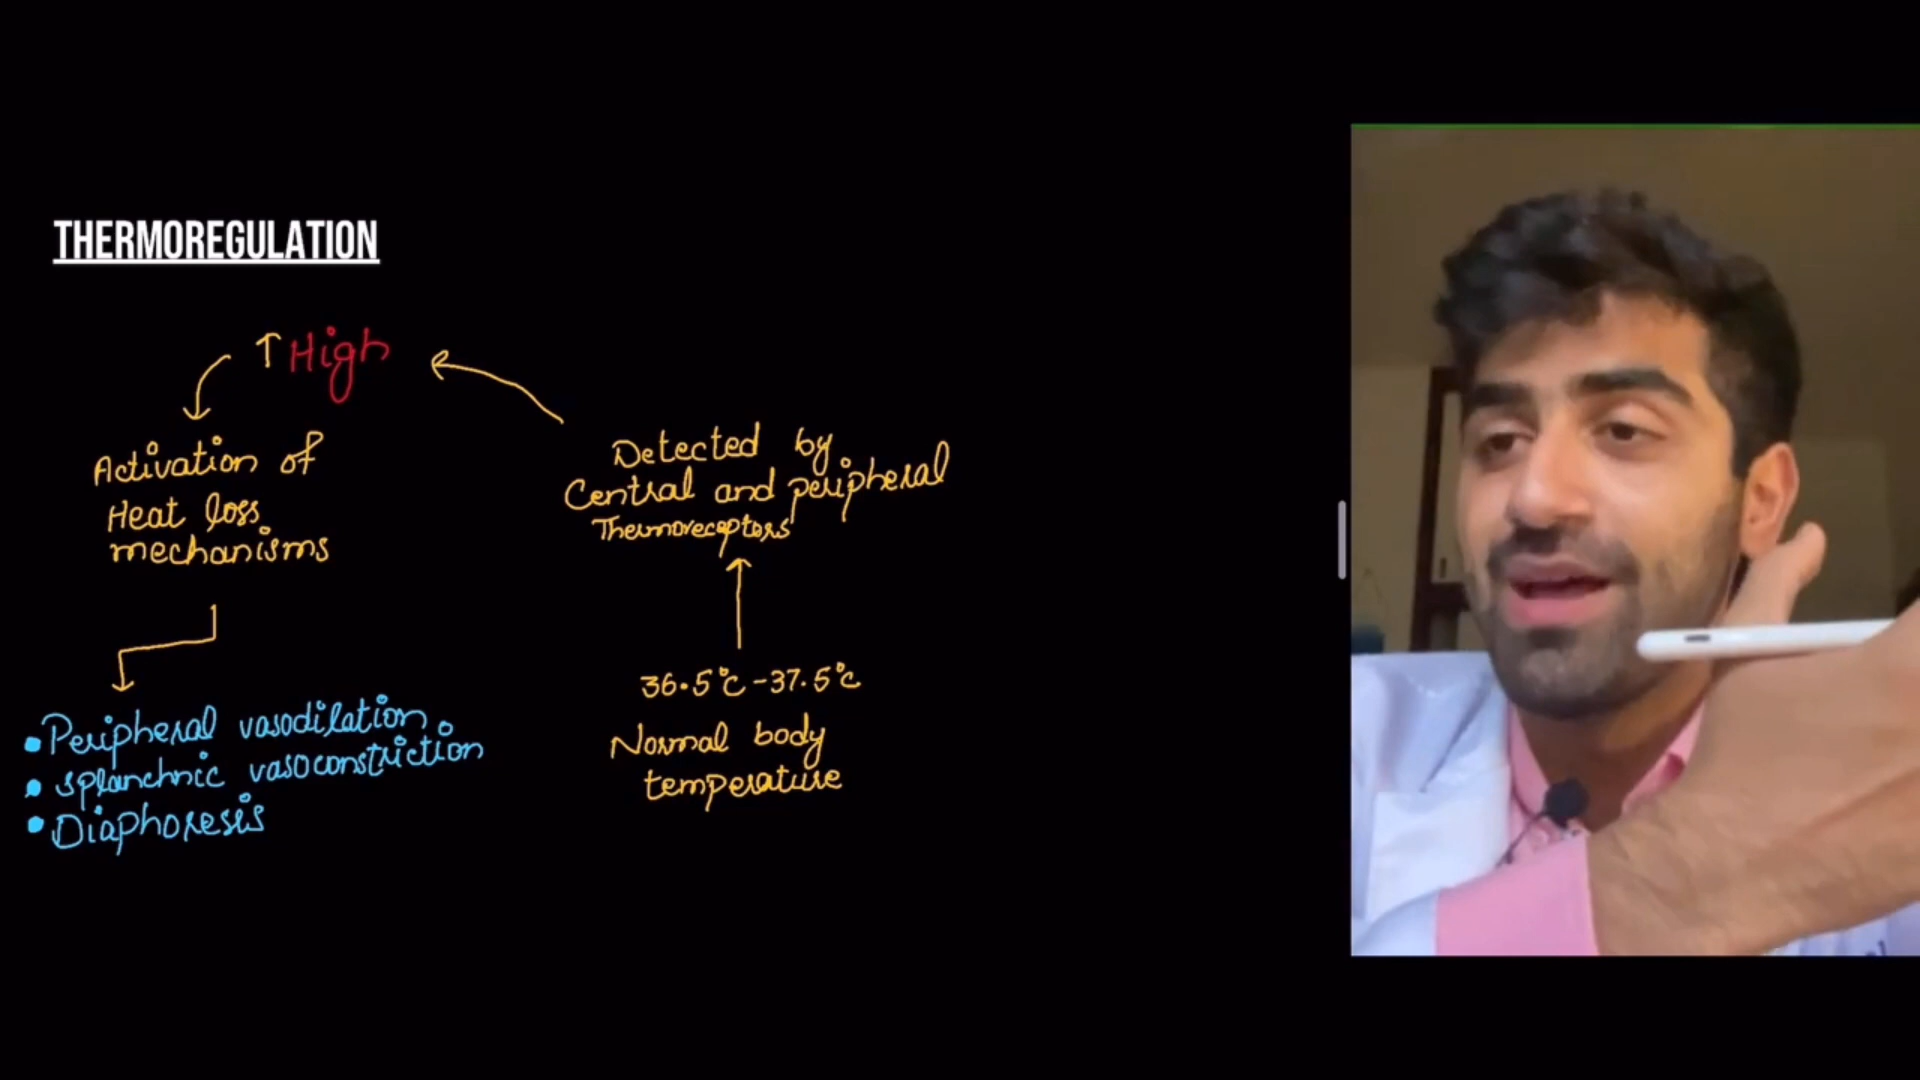 THERMOREGULATION
↑ High
Activation of
Heat loss
mechanisms
• Peripheral vasodilation
• splanchnic vasoconstriction
• Diaphoresis
Detected by
Central and peripheral
Thermoreceptors
36.5°c - 37.5°c
Normal body
temperature